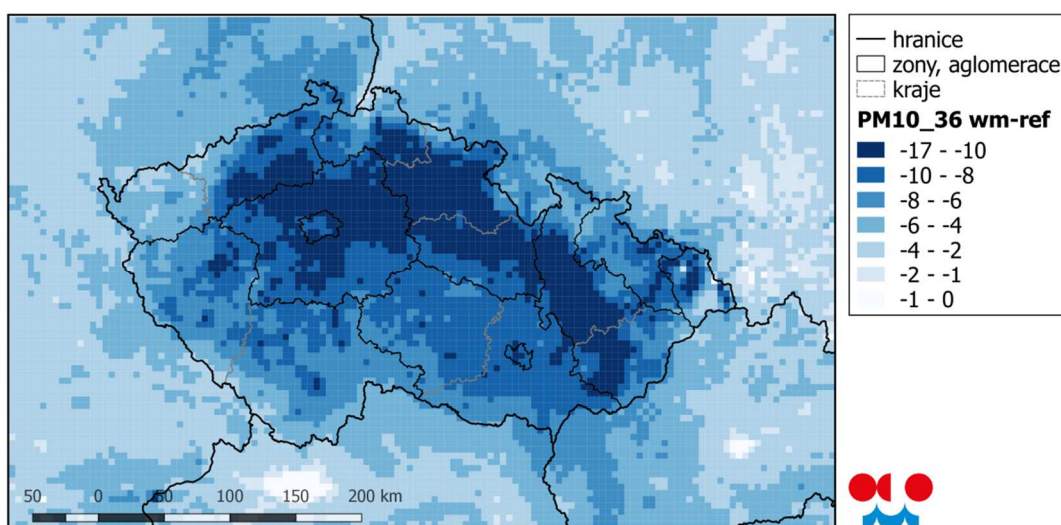 hranice
zony, aglomerace
kraje
PM10_36 wm-ref
-17 - -10
-10 - -8
-8 - -6
-6 - -4
-4 - -2
-2 - -1
-1 - 0
50 0 50 100 150 200 km